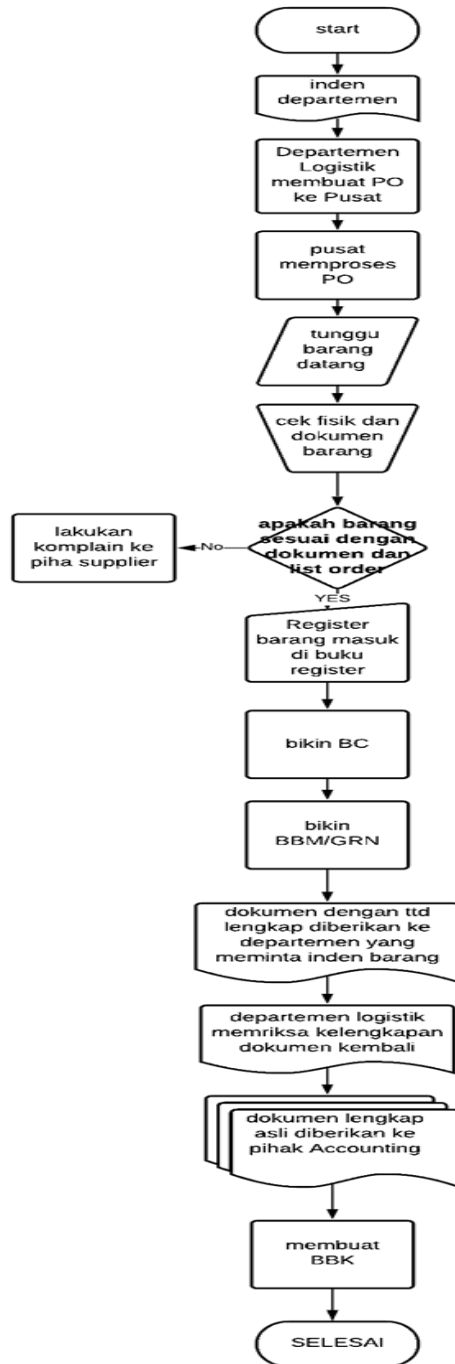 start
inden
departemen
Departemen
Logistik
membuat PO
ke Pusat
pusat
memproses
PO
tunggu
barang
datang
cek fisik dan
dokumen
barang
apakah barang
sesuai dengan
dokumen dan
list order
No
lakukan
komplain ke
piha supplier
YES
Register
barang masuk
di buku
register
bikin BC
bikin
BBM/GRN
dokumen dengan ttd
lengkap diberikan ke
departemen yang
meminta inden barang
departemen logistik
memriksa kelengkapan
dokumen kembali
dokumen lengkap
asli diberikan ke
pihak Accounting
membuat
BBK
SELESAI